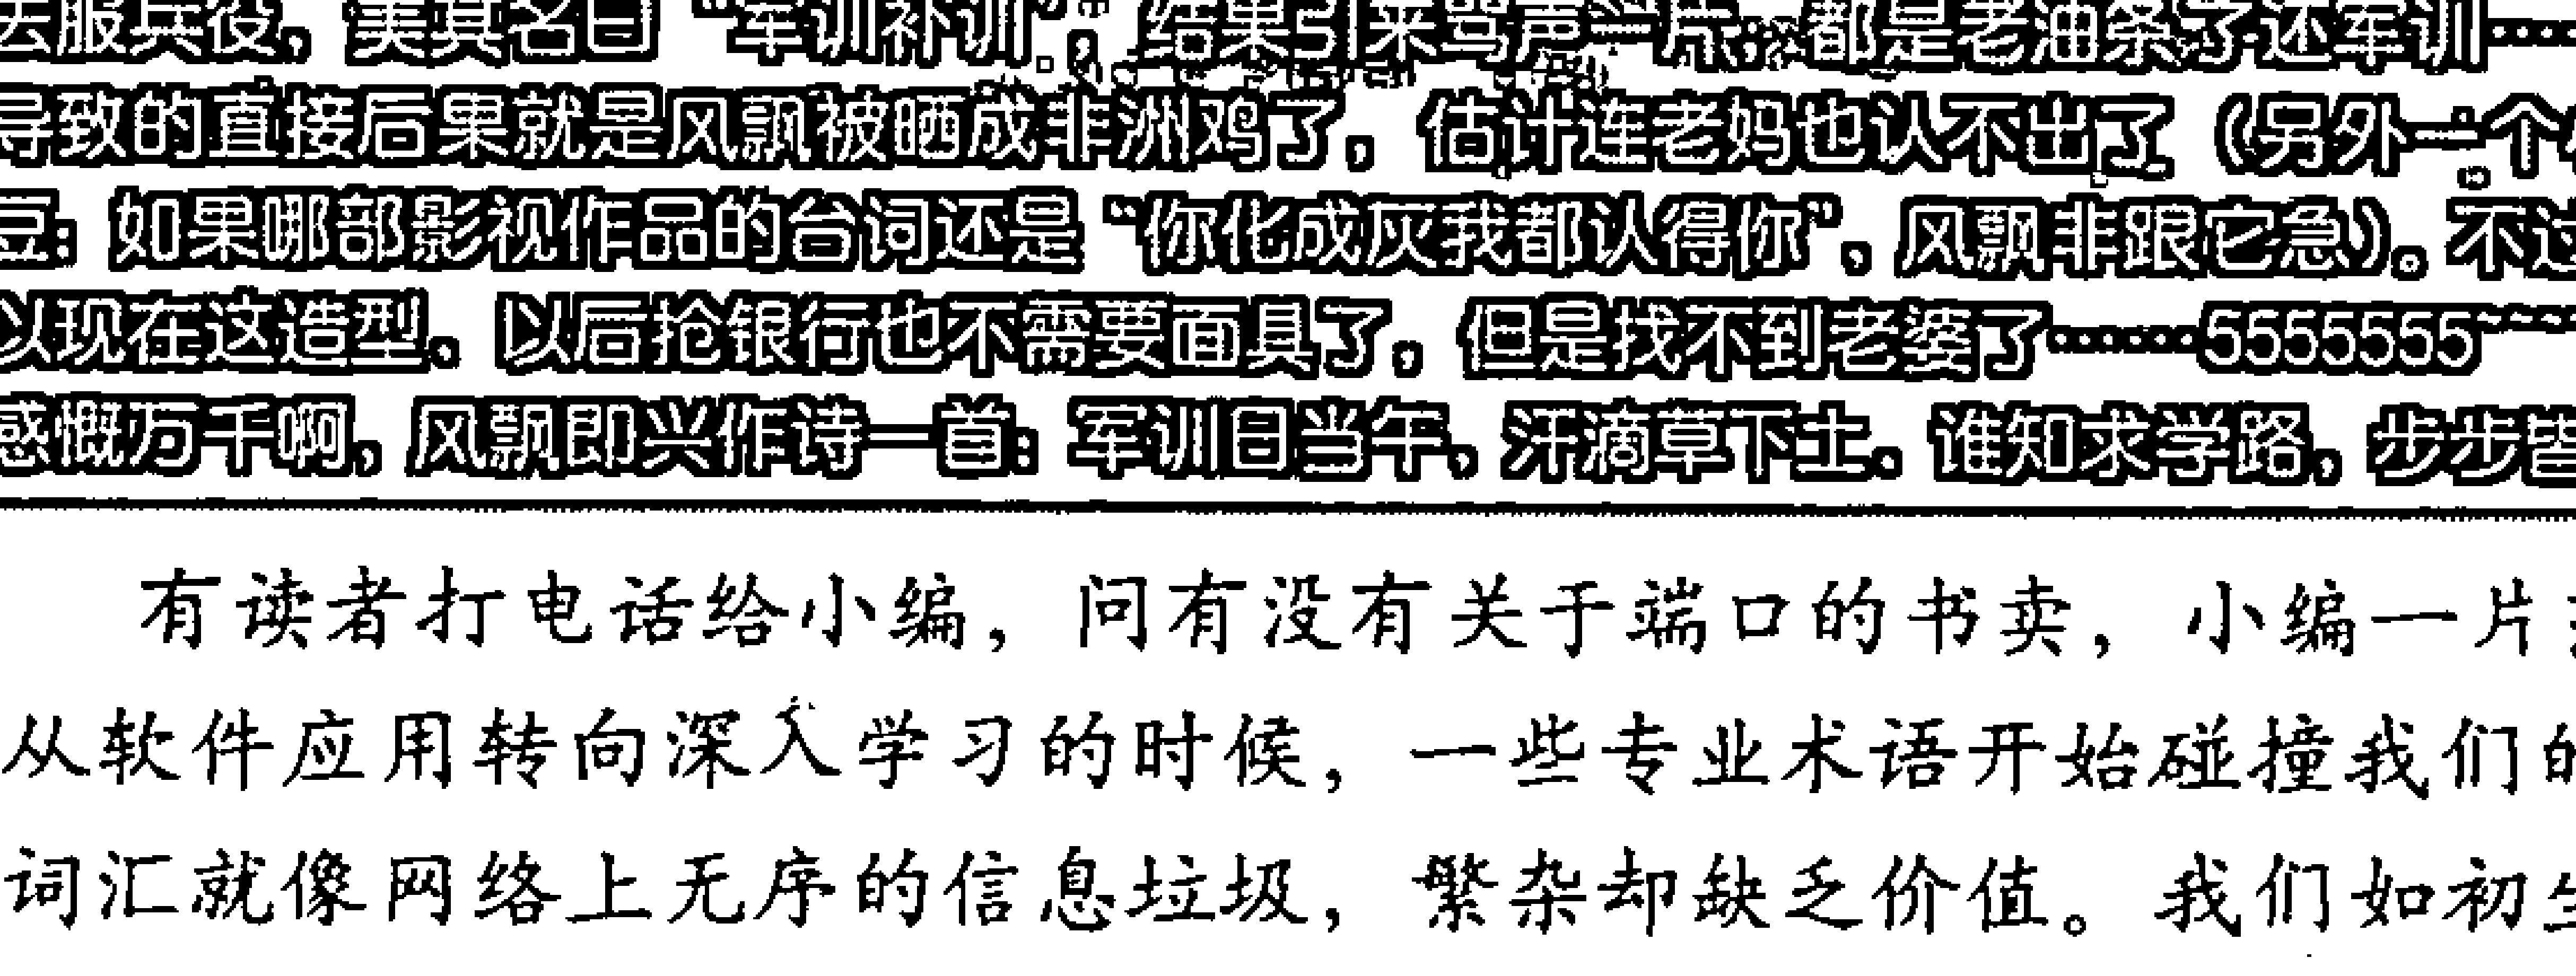 去服兵役，美其名曰“军训补训”，结果引来骂声一片：都是老油条了还军训……
导致的直接后果就是风飘被晒成非洲鸡了，估计连老妈也认不出了（另外一个
豆：如果哪部影视作品的台词还是“你化成灰我都认得你”，风飘非跟它急）。不过
以现在这造型。以后抢银行也不需要面具了，但是找不到老婆了……5555555~~~
感慨万千啊，风飘即兴作诗一首：军训日当午，汗滴草下土。谁知求学路，步步皆
有读者打电话给小编，问有没有关于端口的书卖，小编一片
从软件应用转向深入学习的时候，一些专业术语开始碰撞我们的
词汇就像网络上无序的信息垃圾，繁杂却缺乏价值。我们如初生